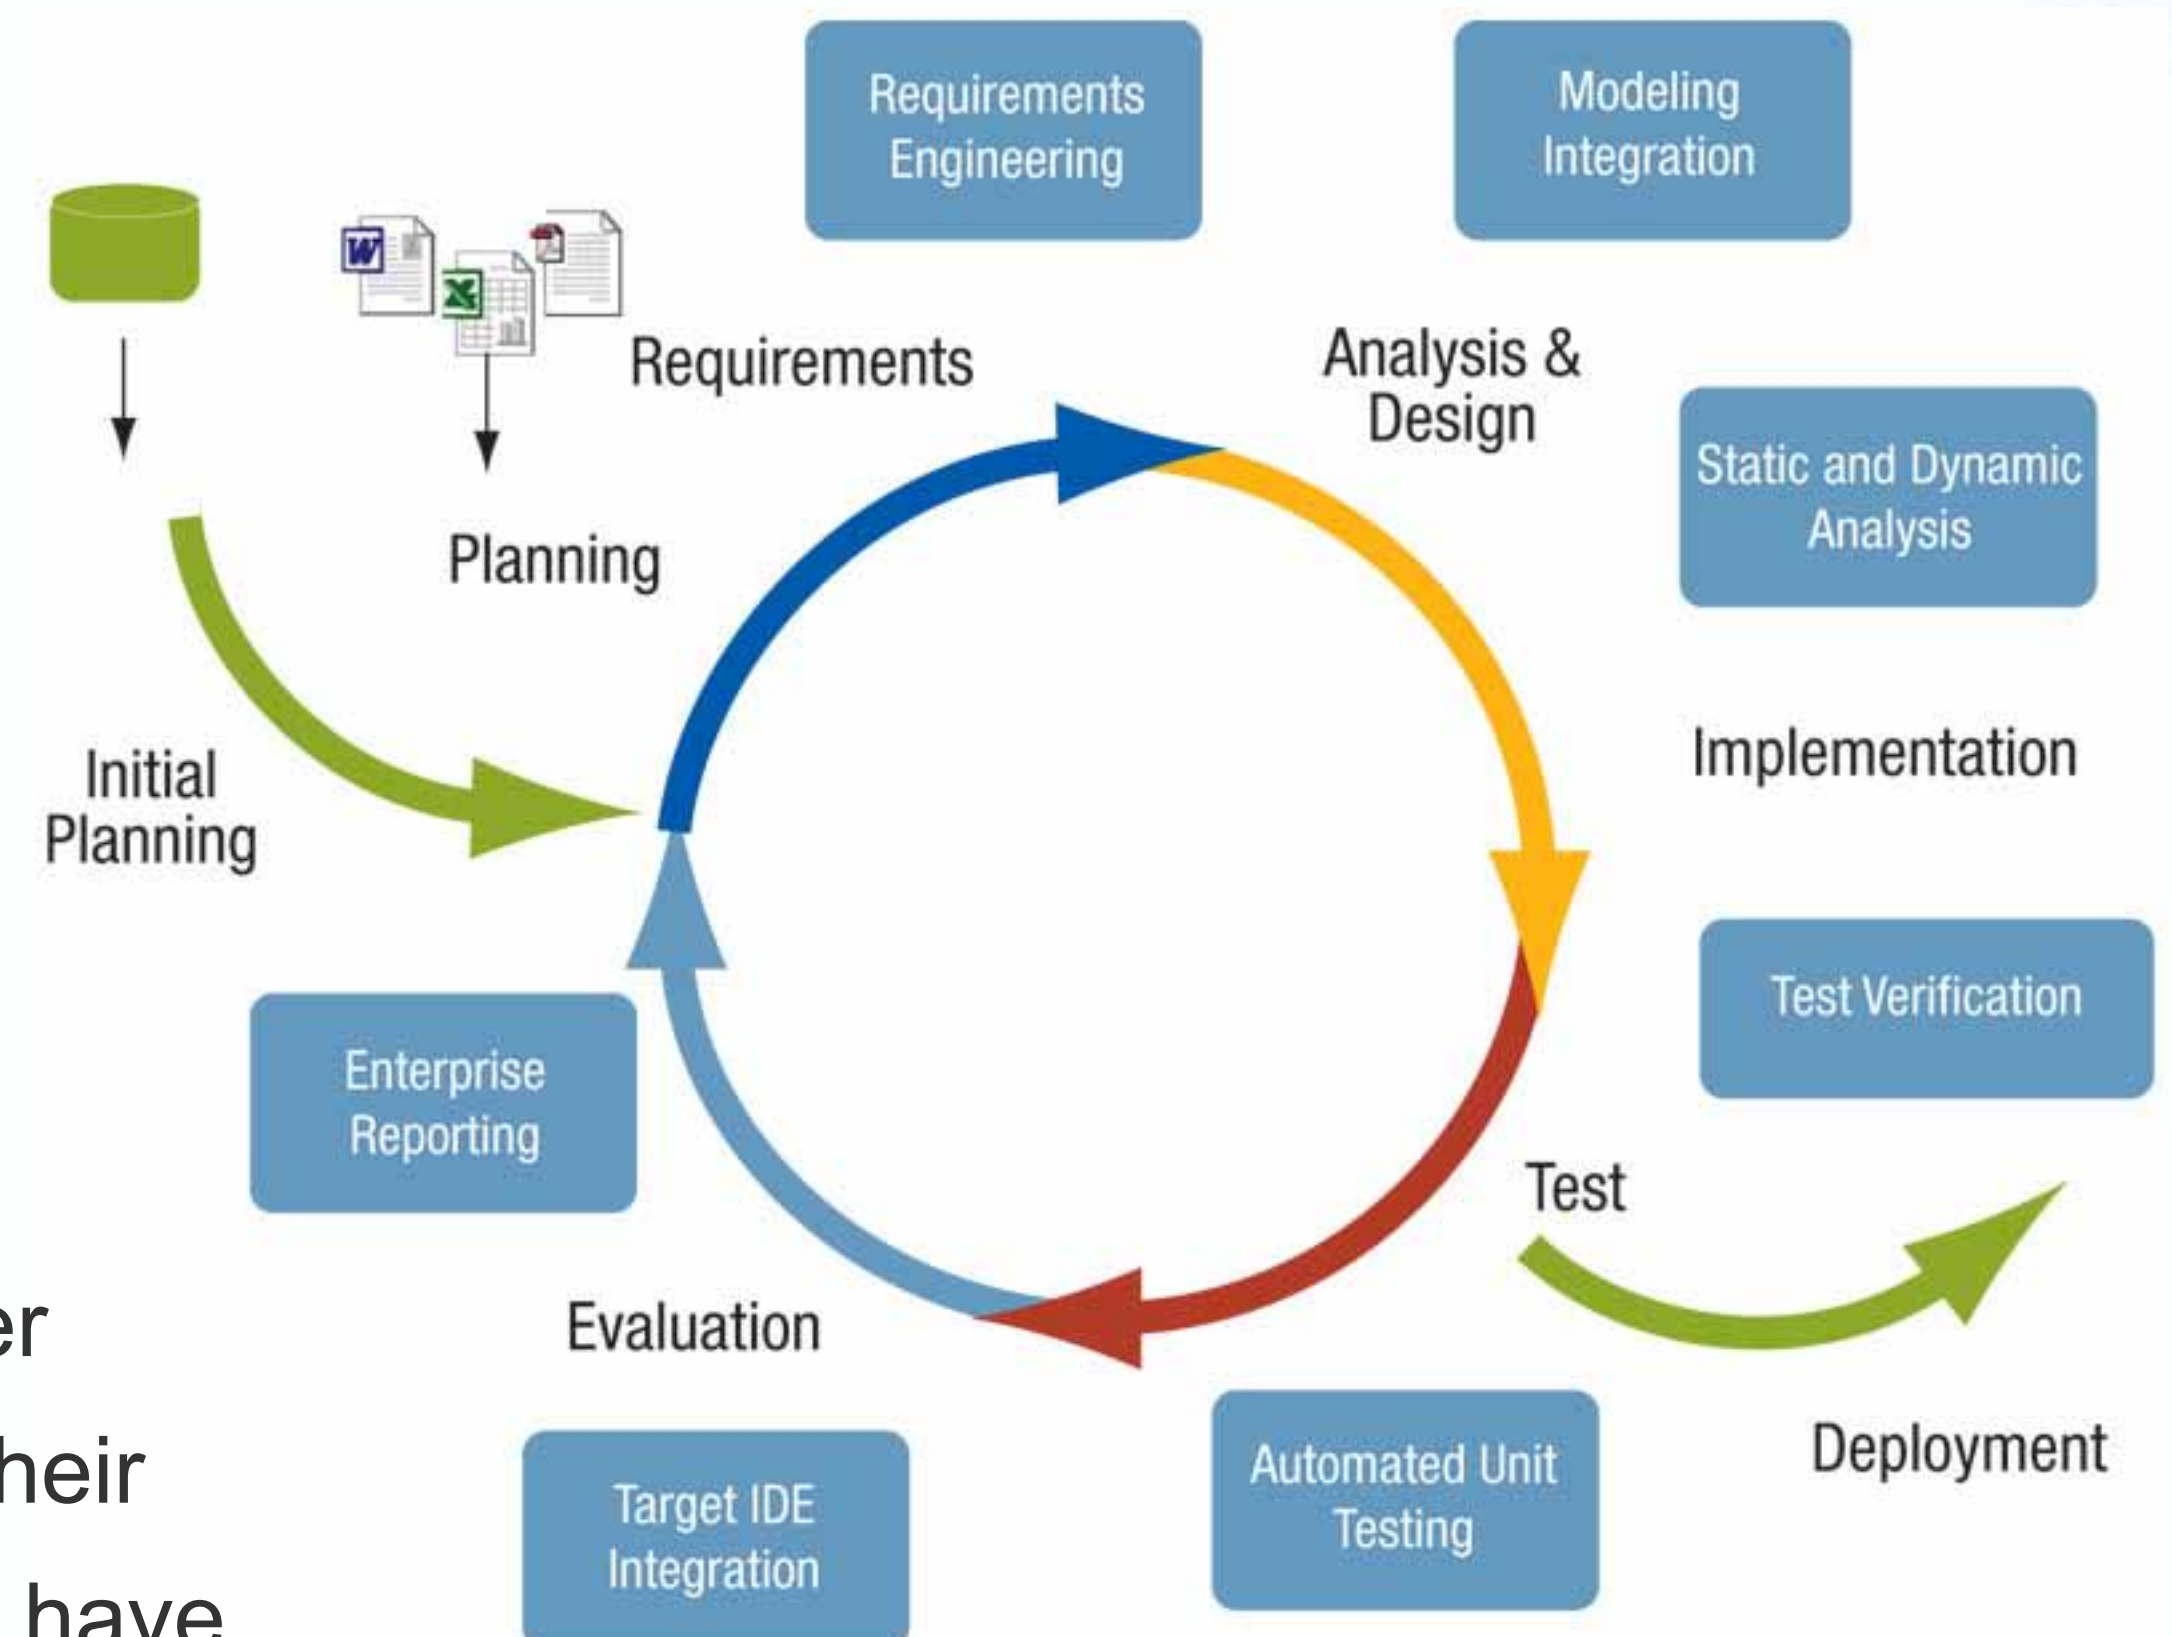 Requirements
Engineering
Modeling
Integration
W
X
Requirements
Analysis &
Design
Static and Dynamic
Analysis
Planning
Implementation
Initial
Planning
Test Verification
Enterprise
Reporting
Test
Evaluation
Deployment
Automated Unit
Testing
Target IDE
Integration
er
heir
have